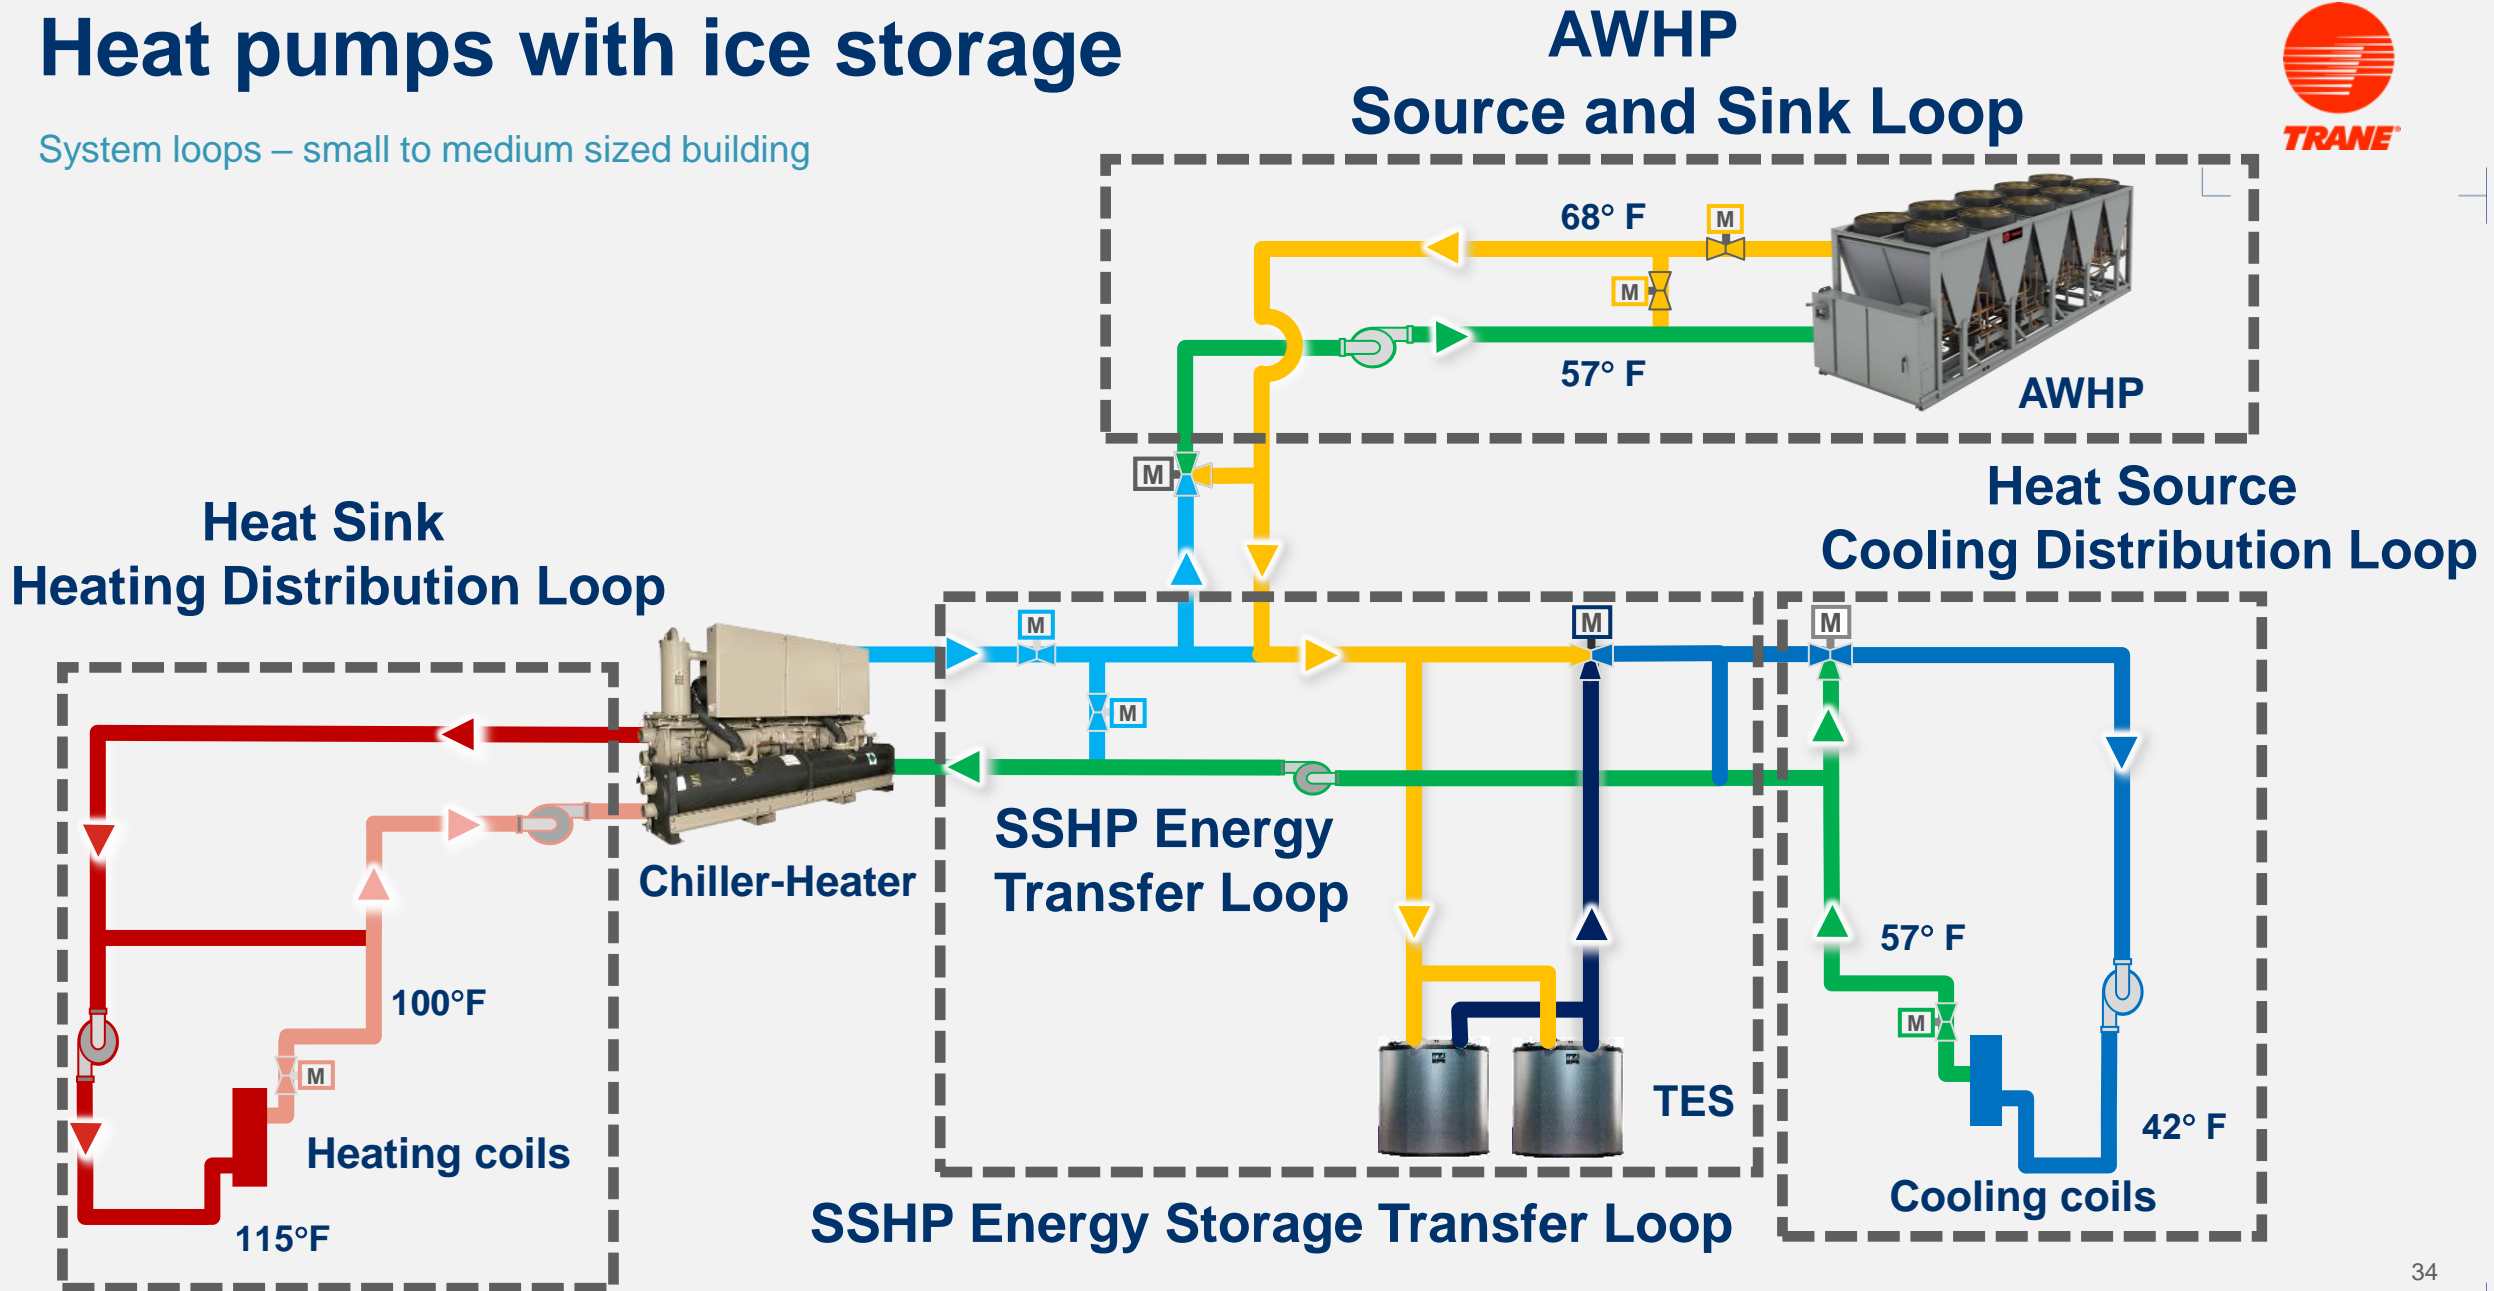 Heat pumps with ice storage
System loops – small to medium sized building
AWHP
Source and Sink Loop
TRANE®
68° F
M
M
57° F
AWHP
M
Heat Source
Cooling Distribution Loop
Heat Sink
Heating Distribution Loop
M
M
M
M
SSHP Energy
Transfer Loop
Chiller-Heater
57° F
100°F
M
M
TES
42° F
Heating coils
Cooling coils
115°F
SSHP Energy Storage Transfer Loop
34